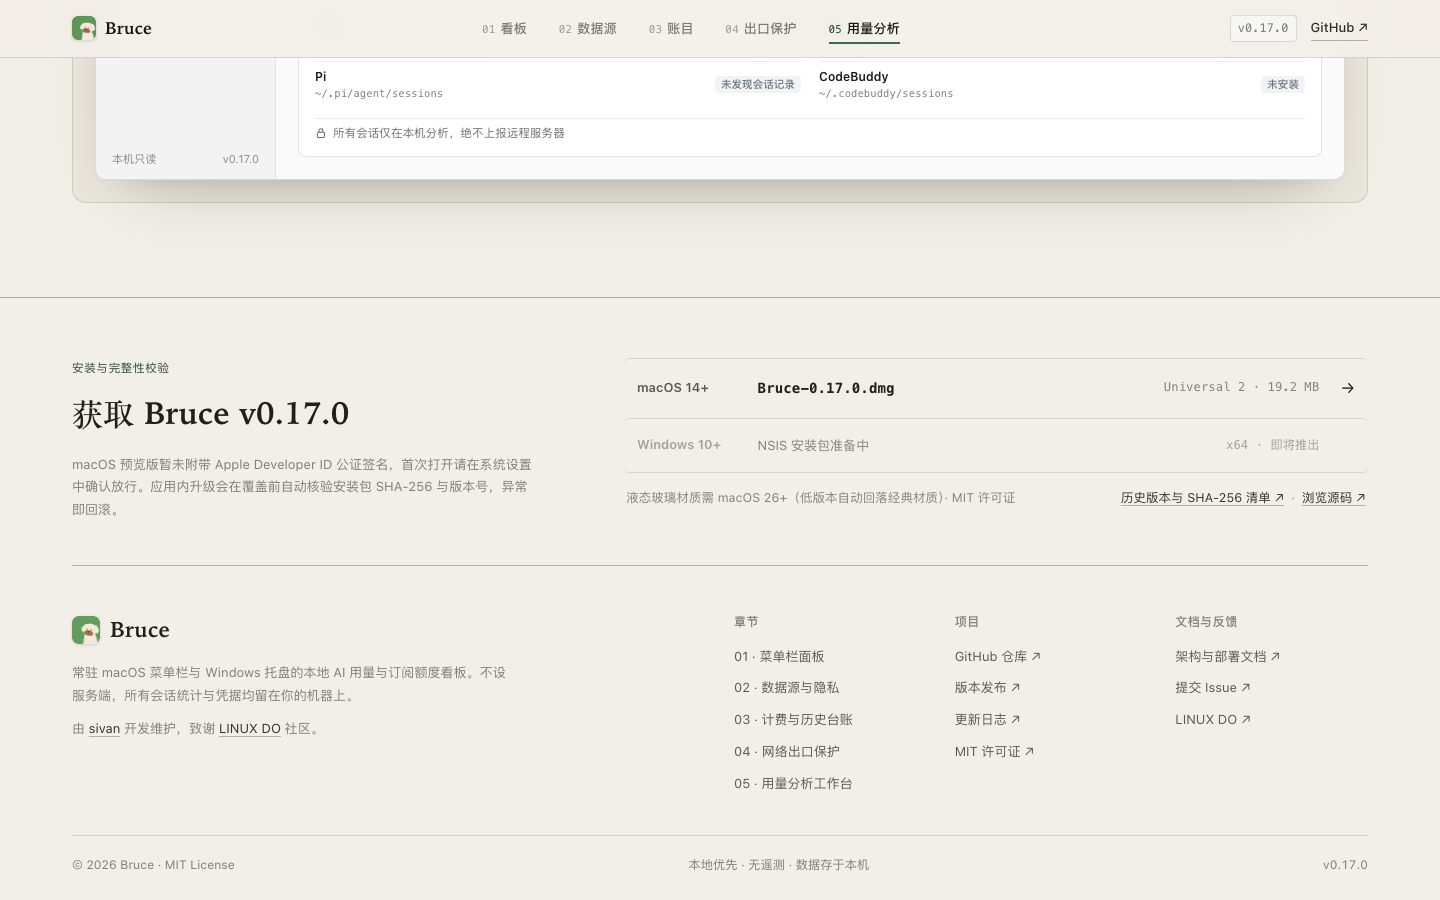 Bruce
01 看板 02 数据源 03 账目 04 出口保护 05 用量分析
v0.17.0 GitHub ↗
Pi
~/.pi/agent/sessions
未发现会话记录
CodeBuddy
~/.codebuddy/sessions
未安装
所有会话仅在本机分析，绝不上报远程服务器
本机只读 v0.17.0
安装与完整性校验
获取 Bruce v0.17.0
macOS 预览版暂未附带 Apple Developer ID 公证签名，首次打开请在系统设置
中确认放行。应用内升级会在覆盖前自动核验安装包 SHA-256 与版本号，异常
即回滚。
macOS 14+ Bruce-0.17.0.dmg Universal 2 · 19.2 MB →
Windows 10+ NSIS 安装包准备中 x64 · 即将推出
液态玻璃材质需 macOS 26+（低版本自动回落经典材质）· MIT 许可证
历史版本与 SHA-256 清单 ↗ · 浏览源码 ↗
Bruce
常驻 macOS 菜单栏与 Windows 托盘的本地 AI 用量与订阅额度看板。不设
服务端，所有会话统计与凭据均留在你的机器上。
由 sivan 开发维护，致谢 LINUX DO 社区。
章节
01 · 菜单栏面板
02 · 数据源与隐私
03 · 计费与历史台账
04 · 网络出口保护
05 · 用量分析工作台
项目
GitHub 仓库 ↗
版本发布 ↗
更新日志 ↗
MIT 许可证 ↗
文档与反馈
架构与部署文档 ↗
提交 Issue ↗
LINUX DO ↗
© 2026 Bruce · MIT License
本地优先 · 无遥测 · 数据存于本机
v0.17.0